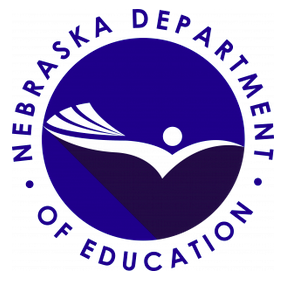 NEBRASKA DEPARTMENT
• OF EDUCATION •